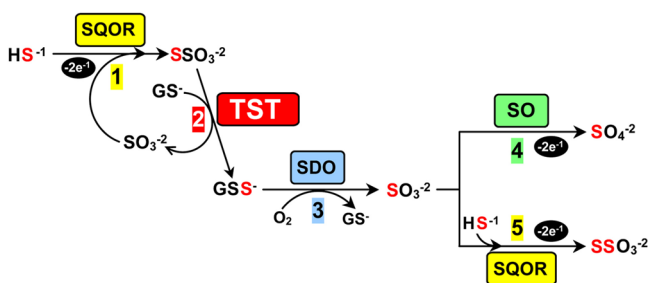 SQOR
HS-1
-2e-1
1
SSO3-2
GS-
2
TST
SO3-2
GSS-
SDO
O2
3
GS-
SO3-2
SO
4
-2e-1
SO4-2
HS-1
5
-2e-1
SSO3-2
SQOR